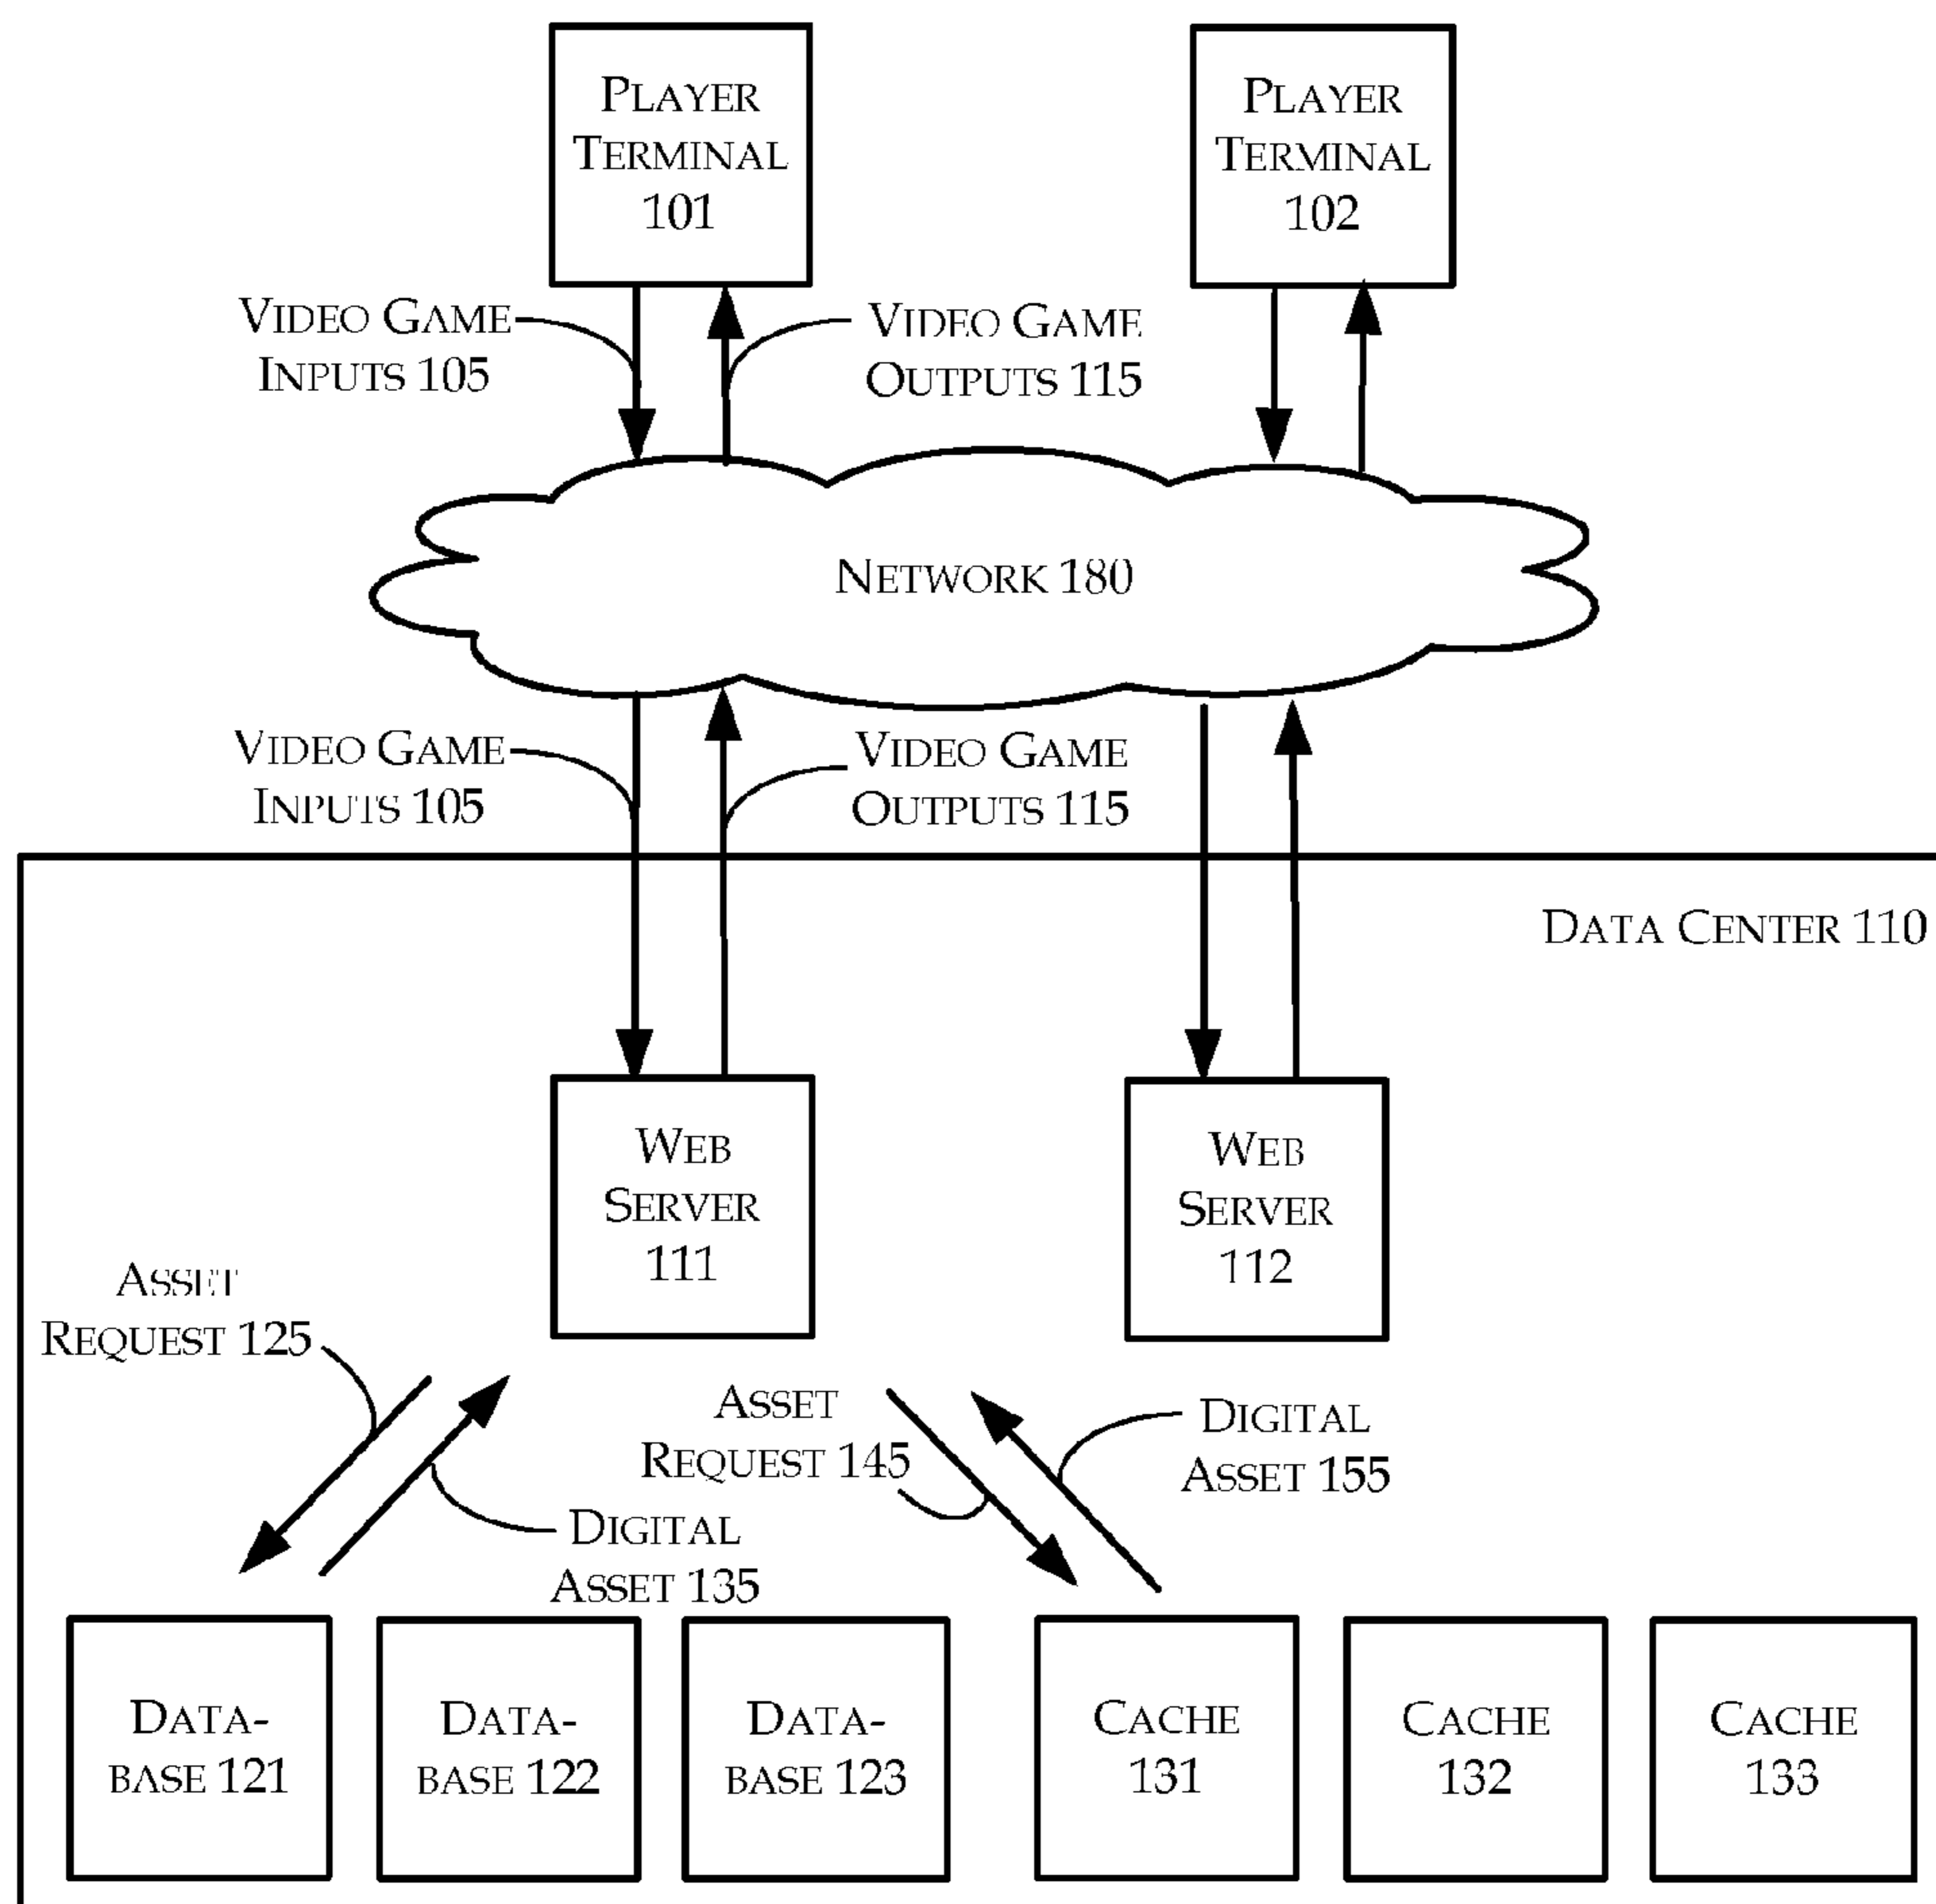 PLAYER
TERMINAL
101
PLAYER
TERMINAL
102
VIDEO GAME
INPUTS 105
VIDEO GAME
OUTPUTS 115
NETWORK 180
VIDEO GAME
INPUTS 105
VIDEO GAME
OUTPUTS 115
DATA CENTER 110
WEB
SERVER
111
WEB
SERVER
112
ASSET
REQUEST 125
DIGITAL
ASSET 135
ASSET
REQUEST 145
DIGITAL
ASSET 155
DATA-
BASE 121
DATA-
BASE 122
DATA-
BASE 123
CACHE
131
CACHE
132
CACHE
133